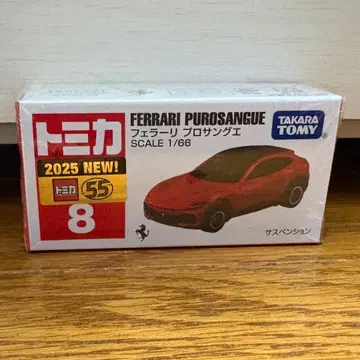 トミカ
2025 NEW!
トミカ 55
8
FERRARI PUROSANGUE
フェラーリ プロサングエ
SCALE 1/66
TAKARA
TOMY
サスペンション